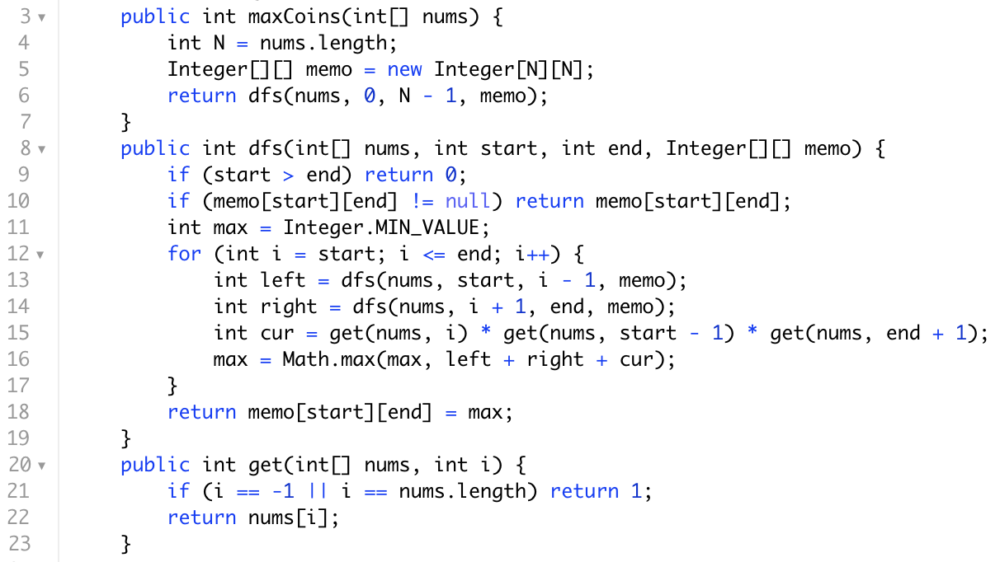 3 public int maxCoins(int[] nums) {
4 int N = nums.length;
5 Integer[][] memo = new Integer[N][N];
6 return dfs(nums, 0, N - 1, memo);
7 }
8 public int dfs(int[] nums, int start, int end, Integer[][] memo) {
9 if (start > end) return 0;
10 if (memo[start][end] != null) return memo[start][end];
11 int max = Integer.MIN_VALUE;
12 for (int i = start; i <= end; i++) {
13 int left = dfs(nums, start, i - 1, memo);
14 int right = dfs(nums, i + 1, end, memo);
15 int cur = get(nums, i) * get(nums, start - 1) * get(nums, end + 1);
16 max = Math.max(max, left + right + cur);
17 }
18 return memo[start][end] = max;
19 }
20 public int get(int[] nums, int i) {
21 if (i == -1 || i == nums.length) return 1;
22 return nums[i];
23 }